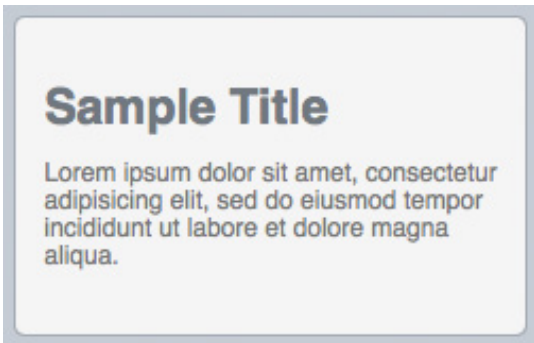 Sample Title
Lorem ipsum dolor sit amet, consectetur
adipisicing elit, sed do eiusmod tempor
incididunt ut labore et dolore magna
aliqua.